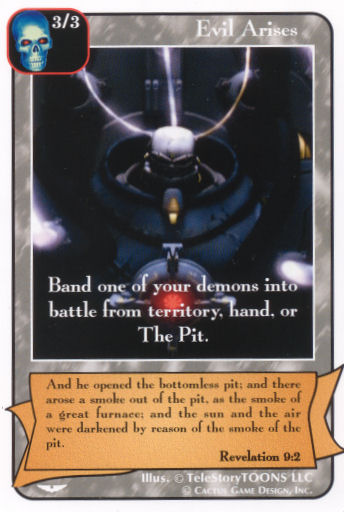 3/3
Evil Arises
Band one of your demons into
battle from territory, hand, or
The Pit.
And he opened the bottomless pit; and there
arose a smoke out of the pit, as the smoke of
a great furnace; and the sun and the air
were darkened by reason of the smoke of the
pit.
Revelation 9:2
Illus. © TeleStoryTOONS LLC
© Cactus Game Design, Inc.